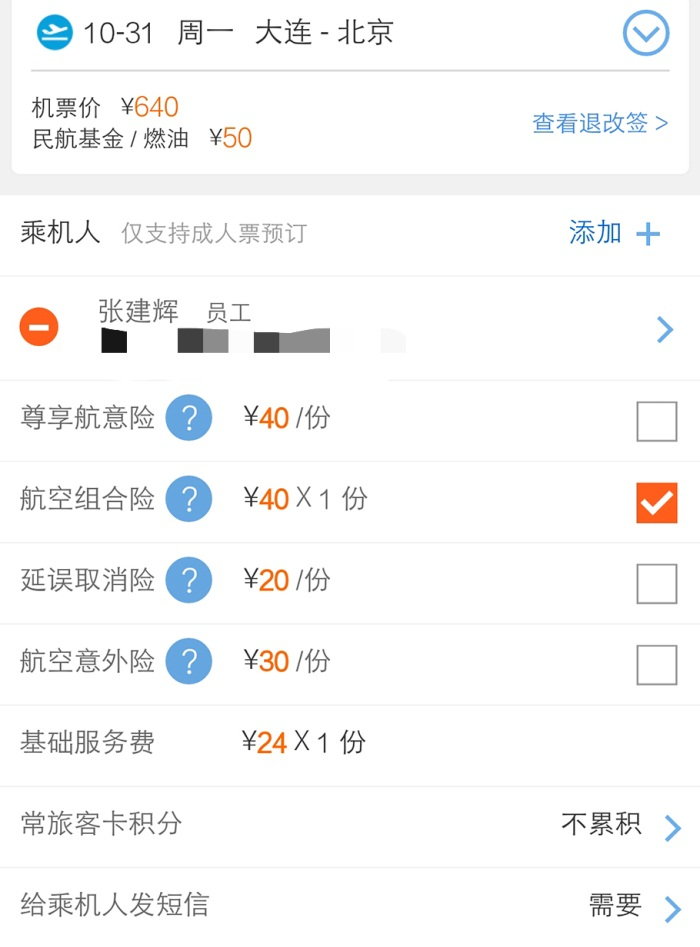 10-31 周一 大连 - 北京
机票价 ¥640
民航基金 / 燃油 ¥50
查看退改签 >
乘机人 仅支持成人票预订 添加 +
张建辉 员工
尊享航意险 ? ¥40 /份
航空组合险 ? ¥40 X 1 份
延误取消险 ? ¥20 /份
航空意外险 ? ¥30 /份
基础服务费 ¥24 X 1 份
常旅客卡积分 不累积
给乘机人发短信 需要